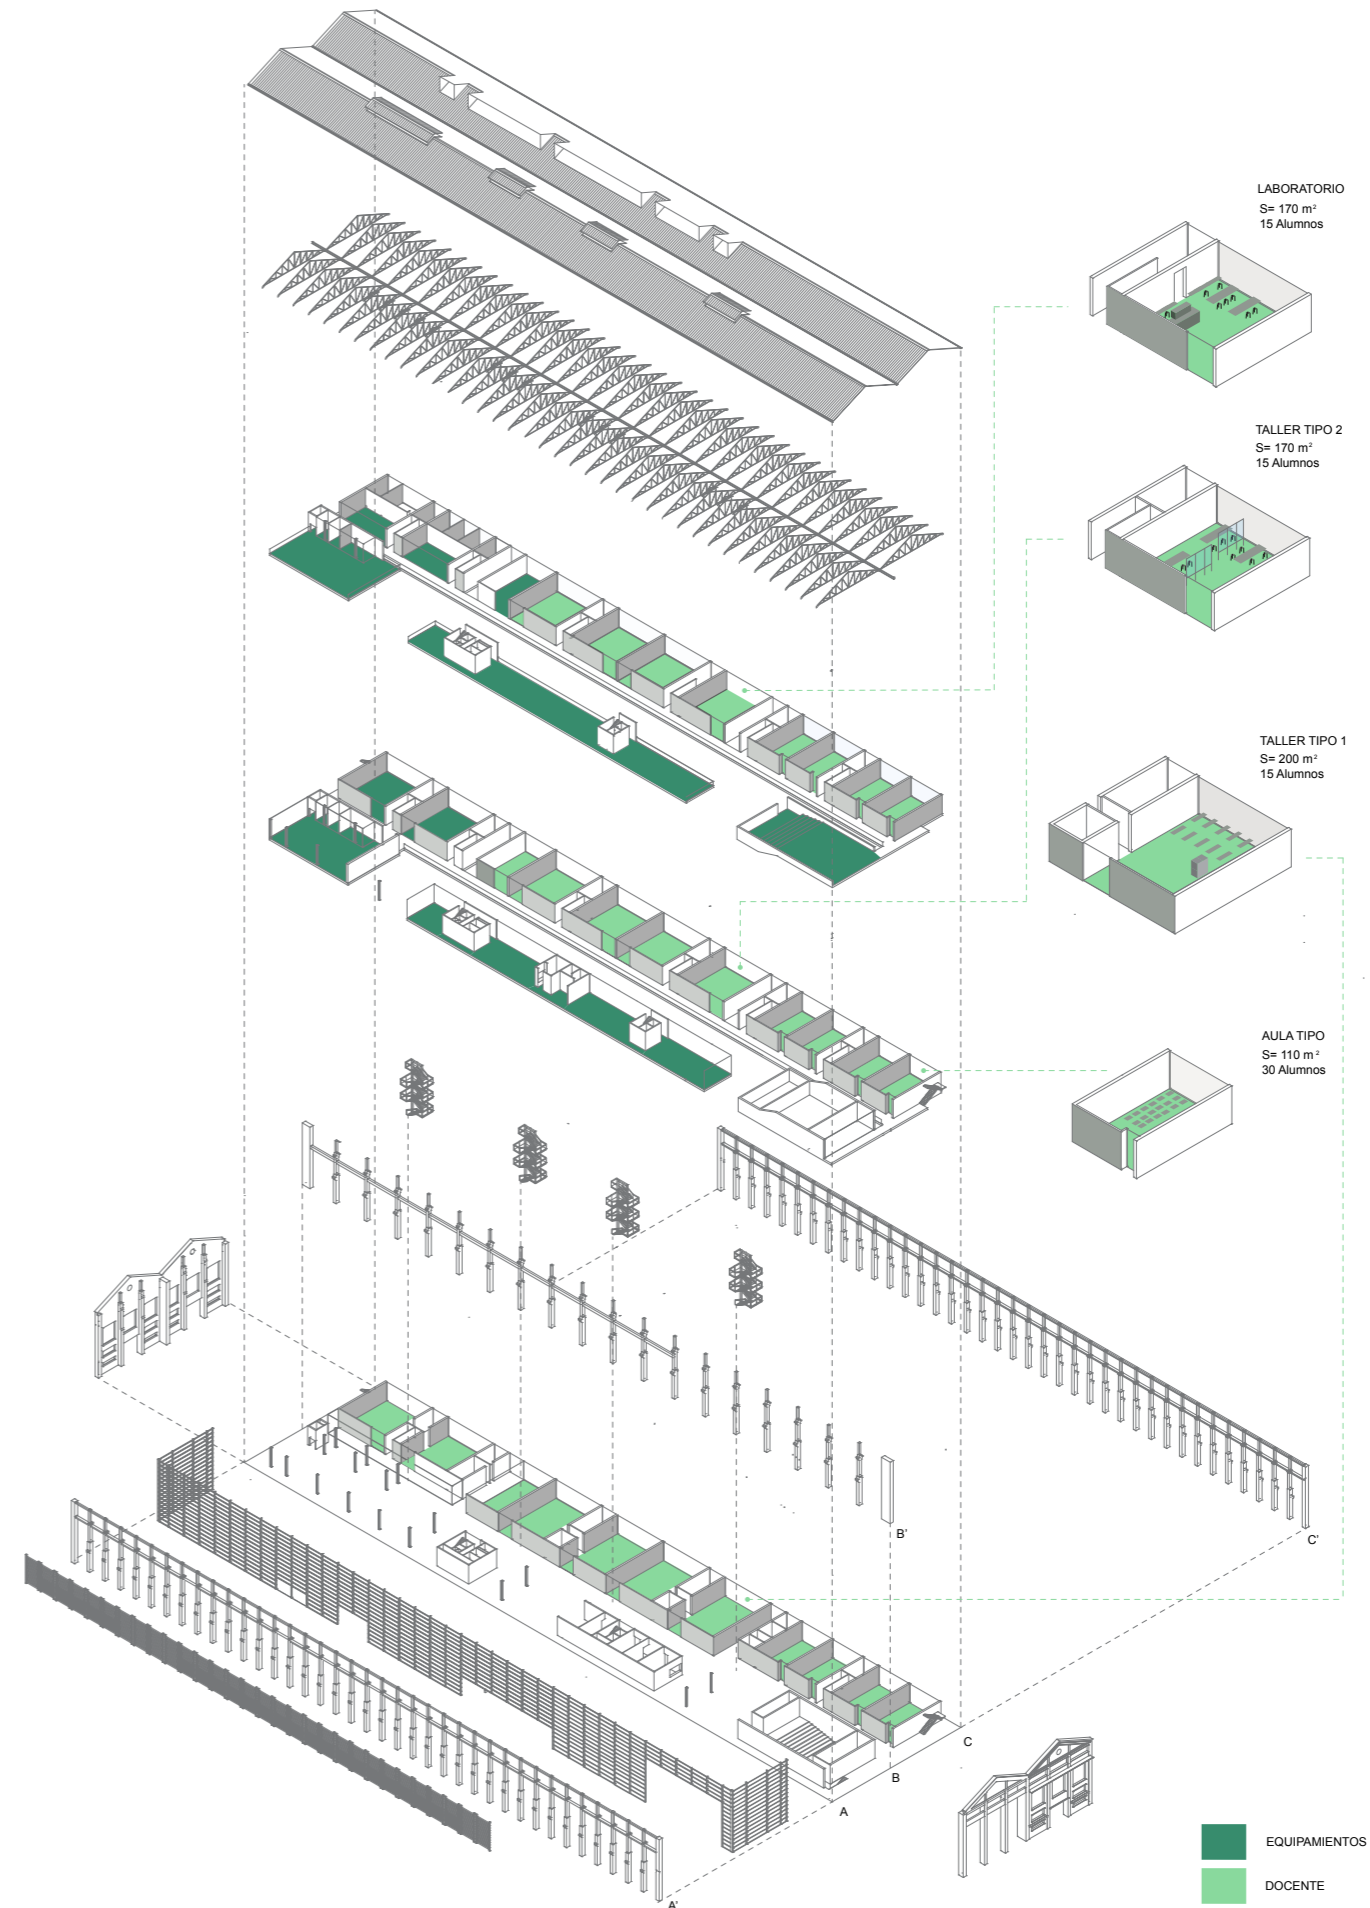 LABORATORIO
S= 170 m²
15 Alumnos
TALLER TIPO 2
S= 170 m²
15 Alumnos
TALLER TIPO 1
S= 200 m²
15 Alumnos
AULA TIPO
S= 110 m²
30 Alumnos
B'
C'
C
B
A
A'
EQUIPAMIENTOS
DOCENTE